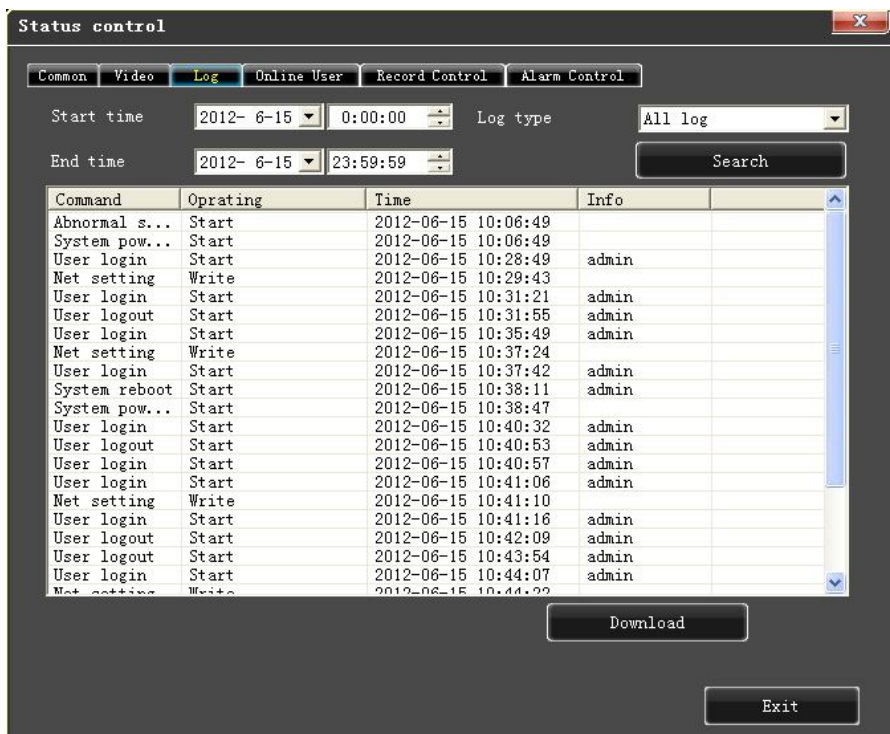 Status control
Common Video Log Online User Record Control Alarm Control
Start time 2012- 6-15 0:00:00 Log type All log
End time 2012- 6-15 23:59:59 Search
Command Oprating Time Info
Abnormal s... Start 2012-06-15 10:06:49
System pow... Start 2012-06-15 10:06:49
User login Start 2012-06-15 10:28:49 admin
Net setting Write 2012-06-15 10:29:43
User login Start 2012-06-15 10:31:21 admin
User logout Start 2012-06-15 10:31:55 admin
User login Start 2012-06-15 10:35:49 admin
Net setting Write 2012-06-15 10:37:24
User login Start 2012-06-15 10:37:42 admin
System reboot Start 2012-06-15 10:38:11 admin
System pow... Start 2012-06-15 10:38:47
User login Start 2012-06-15 10:40:32 admin
User logout Start 2012-06-15 10:40:53 admin
User login Start 2012-06-15 10:40:57 admin
User login Start 2012-06-15 10:41:06 admin
Net setting Write 2012-06-15 10:41:10
User login Start 2012-06-15 10:41:16 admin
User logout Start 2012-06-15 10:42:09 admin
User logout Start 2012-06-15 10:43:54 admin
User login Start 2012-06-15 10:44:07 admin
Net setting Write 2012-06-15 10:44:22
Download
Exit